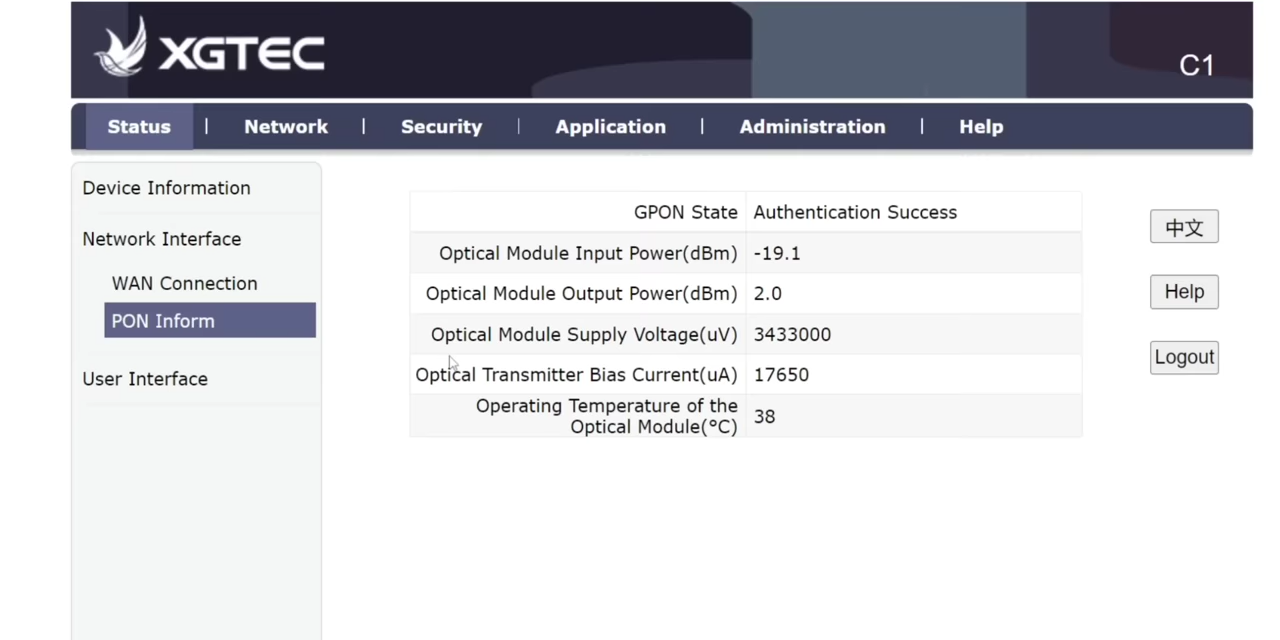 XGTEC
C1
Status | Network | Security | Application | Administration | Help
Device Information
Network Interface
WAN Connection
PON Inform
User Interface
GPON State Authentication Success
Optical Module Input Power(dBm) -19.1
Optical Module Output Power(dBm) 2.0
Optical Module Supply Voltage(uV) 3433000
Optical Transmitter Bias Current(uA) 17650
Operating Temperature of the
Optical Module(°C) 38
中文
Help
Logout